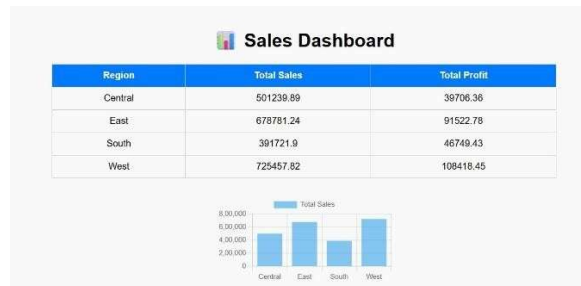 Sales Dashboard
Region Total Sales Total Profit
Central 501239.89 39706.36
East 678781.24 91522.78
South 391721.9 46749.43
West 725457.82 108418.45
Total Sales
8,00,000
6,00,000
4,00,000
2,00,000
0
Central East South West